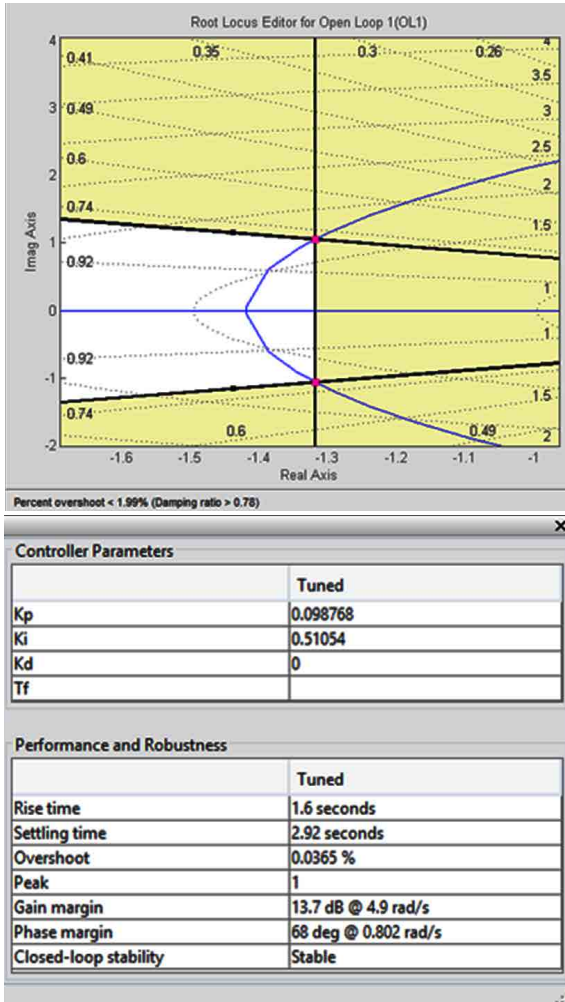 Root Locus Editor for Open Loop 1(OL1)
4
0.41
0.35
0.3
0.26
4
3.5
3
0.49
3
2.5
0.6
2
2
0.74
1.5
1
0.92
1
0
Imag Axis
1
0.92
-1
0.74
1.5
0.6
0.49
2
-2
-1.6
-1.5
-1.4
-1.3
-1.2
-1.1
-1
Real Axis
Percent overshoot < 1.99% (Damping ratio > 0.78)
Controller Parameters
Tuned
Kp 0.098768
Ki 0.51054
Kd 0
Tf
Performance and Robustness
Tuned
Rise time 1.6 seconds
Settling time 2.92 seconds
Overshoot 0.0365 %
Peak 1
Gain margin 13.7 dB @ 4.9 rad/s
Phase margin 68 deg @ 0.802 rad/s
Closed-loop stability Stable